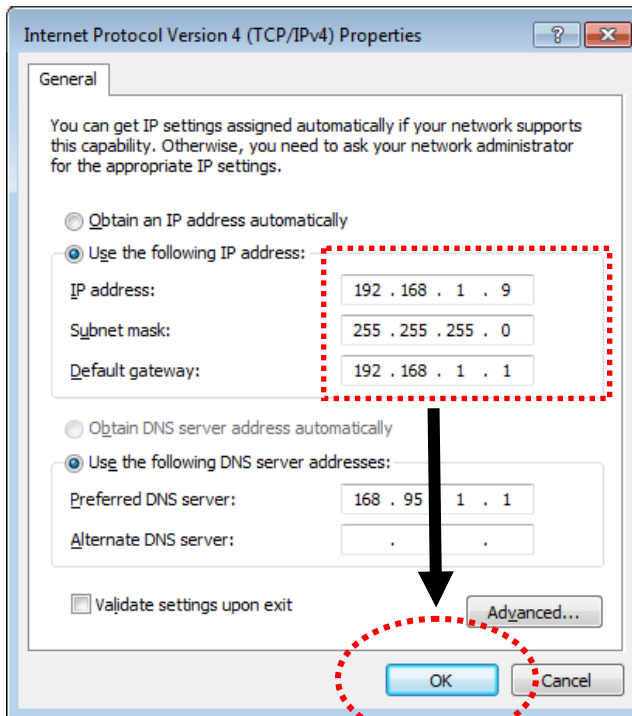 Internet Protocol Version 4 (TCP/IPv4) Properties
General
You can get IP settings assigned automatically if your network supports
this capability. Otherwise, you need to ask your network administrator
for the appropriate IP settings.
Obtain an IP address automatically
Use the following IP address:
IP address: 192 . 168 . 1 . 9
Subnet mask: 255 . 255 . 255 . 0
Default gateway: 192 . 168 . 1 . 1
Obtain DNS server address automatically
Use the following DNS server addresses:
Preferred DNS server: 168 . 95 1 . 1
Alternate DNS server: . .
Validate settings upon exit
Advanced...
OK Cancel